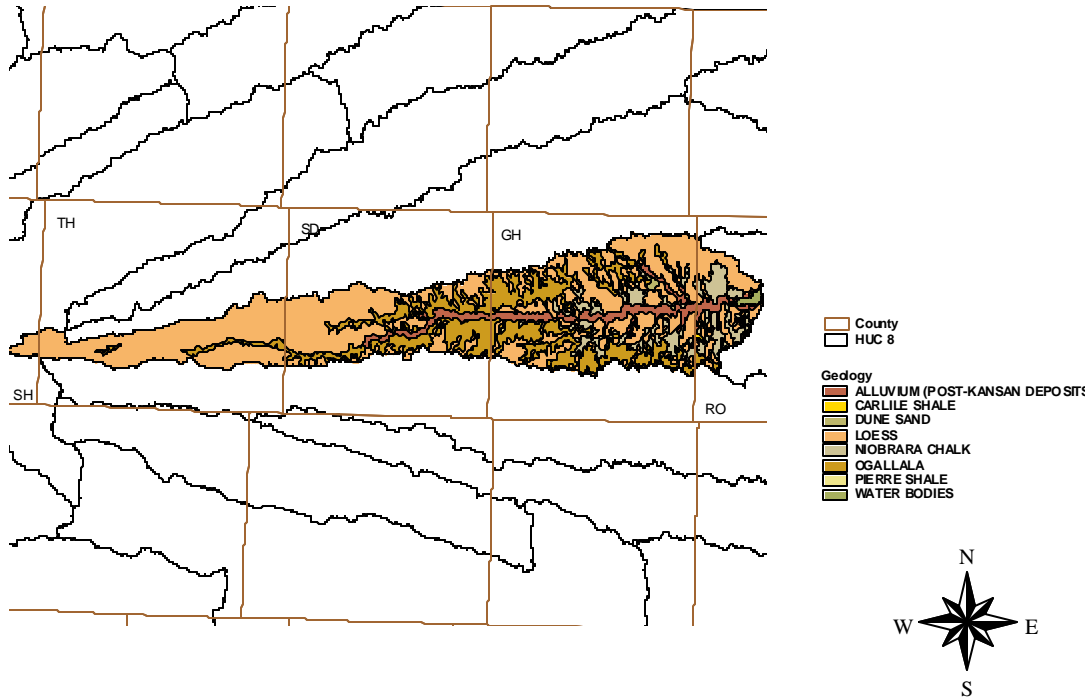 TH
SD
GH
SH
RO
County
HUC 8
Geology
ALLUVIUM (POST-KANSAN DEPOSITS
CARLILE SHALE
DUNE SAND
LOESS
NIOBRARA CHALK
OGALLALA
PIERRE SHALE
WATER BODIES
N
W
E
S